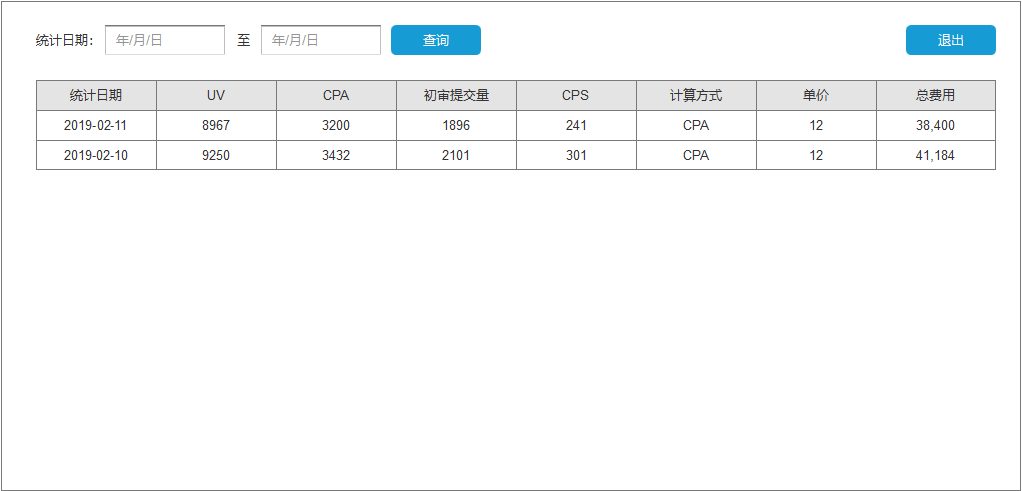 统计日期： 年/月/日 至 年/月/日 查询 退出
统计日期 UV CPA 初审提交量 CPS 计算方式 单价 总费用
2019-02-11 8967 3200 1896 241 CPA 12 38,400
2019-02-10 9250 3432 2101 301 CPA 12 41,184